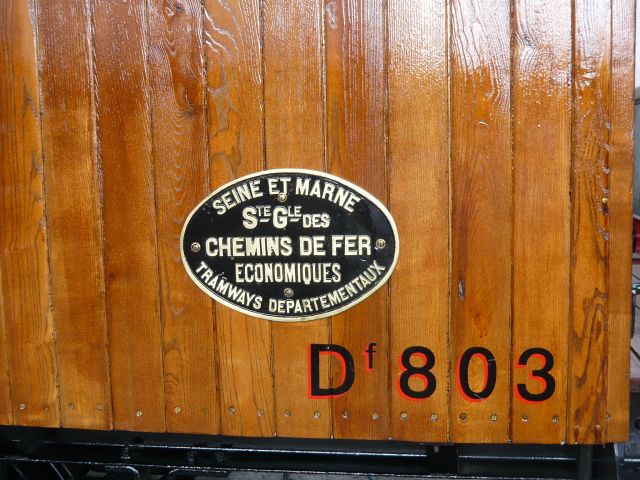 SEINE ET MARNE
STE GLE DES
CHEMINS DE FER
ECONOMIQUES
TRAMWAYS DEPARTEMENTAUX
Df 803